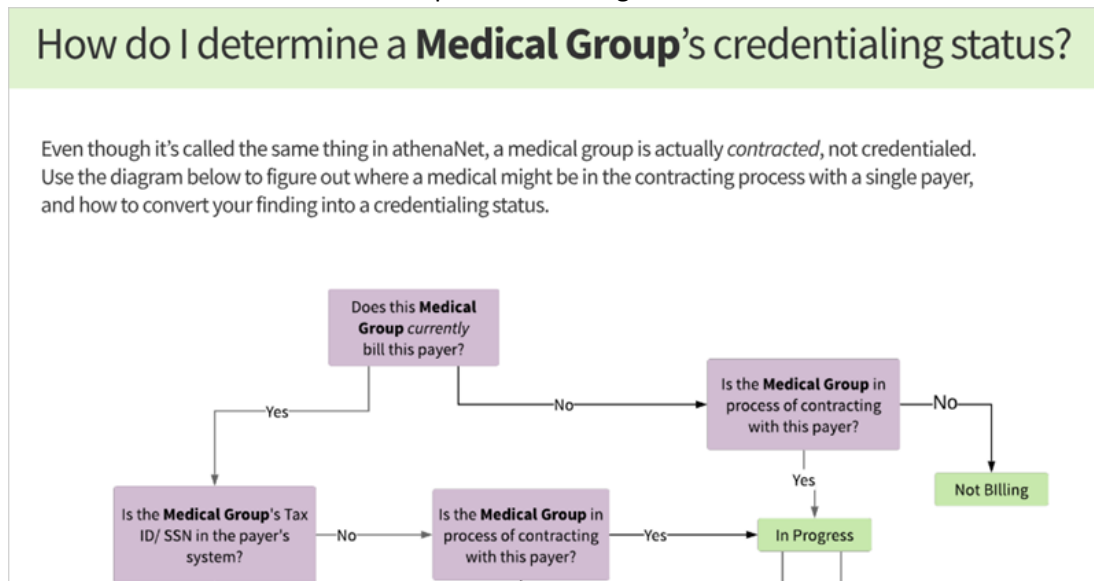 How do I determine a Medical Group's credentialing status?
Even though it's called the same thing in athenaNet, a medical group is actually contracted, not credentialed.
Use the diagram below to figure out where a medical might be in the contracting process with a single payer,
and how to convert your finding into a credentialing status.
Does this Medical
Group currently
bill this payer?
Yes
No
Is the Medical Group in
process of contracting
with this payer?
No
Yes
Not BIlling
Is the Medical Group's Tax
ID/ SSN in the payer's
system?
No
Is the Medical Group in
process of contracting
with this payer?
Yes
In Progress